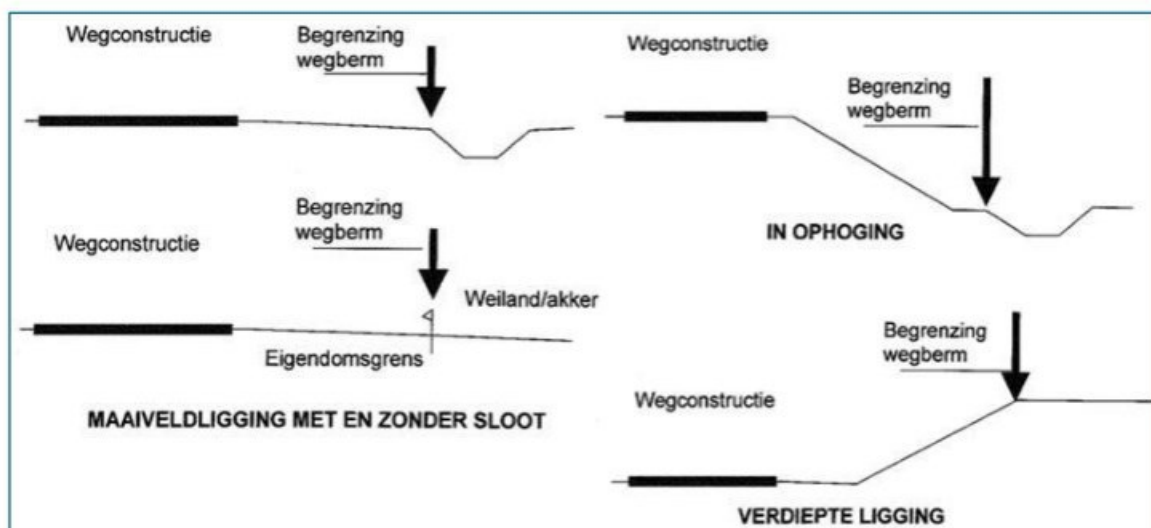 Wegconstructie
Begrenzing
wegberm
Wegconstructie
Begrenzing
wegberm
Weiland/akker
Eigendomsgrens
MAAIVELDLIGGING MET EN ZONDER SLOOT
Wegconstructie
Begrenzing
wegberm
IN OPHOGING
Begrenzing
wegberm
Wegconstructie
VERDIEPTE LIGGING